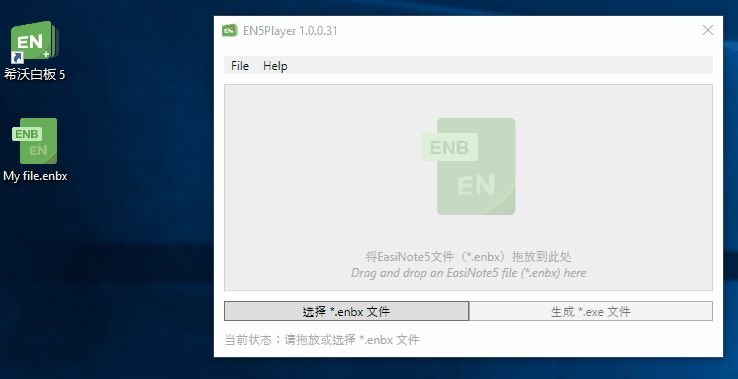 EN
希沃白板 5
ENB
EN
My file.enbx
EN5Player 1.0.0.31
File Help
ENB
EN
将EasiNote5文件（*.enbx）拖放到此处
Drag and drop an EasiNote5 file (*.enbx) here
选择 *.enbx 文件 生成 *.exe 文件
当前状态：请拖放或选择 *.enbx 文件